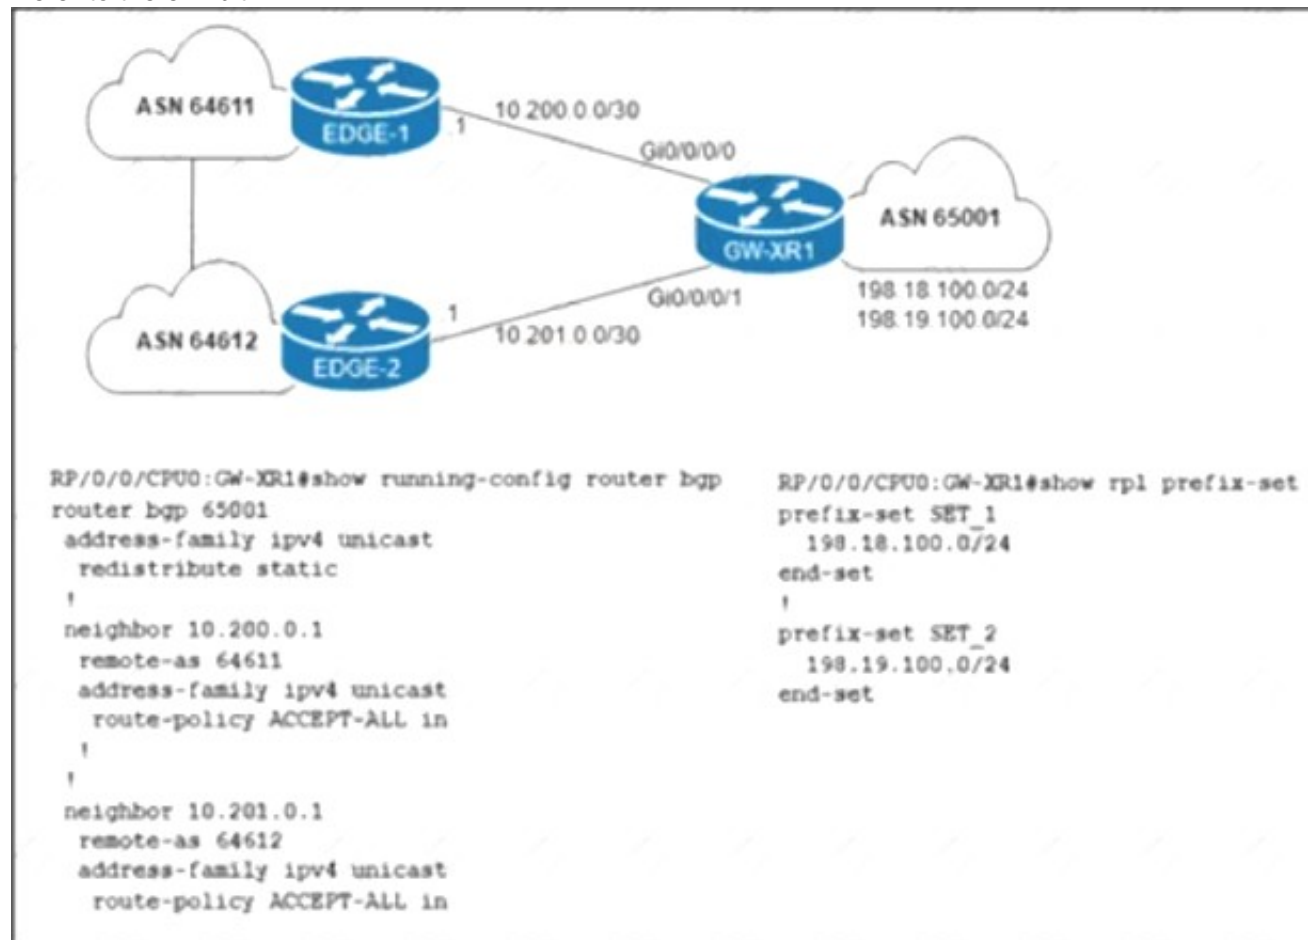 ASN 64611
EDGE-1
.1
10.200.0.0/30
Gi0/0/0/0
ASN 65001
GW-XR1
198.18.100.0/24
198.19.100.0/24
Gi0/0/0/1
10.201.0.0/30
.1
ASN 64612
EDGE-2
RP/0/0/CPU0:GW-XR1#show running-config router bgp
router bgp 65001
address-family ipv4 unicast
redistribute static
!
neighbor 10.200.0.1
remote-as 64611
address-family ipv4 unicast
route-policy ACCEPT-ALL in
!
!
neighbor 10.201.0.1
remote-as 64612
address-family ipv4 unicast
route-policy ACCEPT-ALL in
RP/0/0/CPU0:GW-XR1#show rpl prefix-set
prefix-set SET_1
198.18.100.0/24
end-set
!
prefix-set SET_2
198.19.100.0/24
end-set